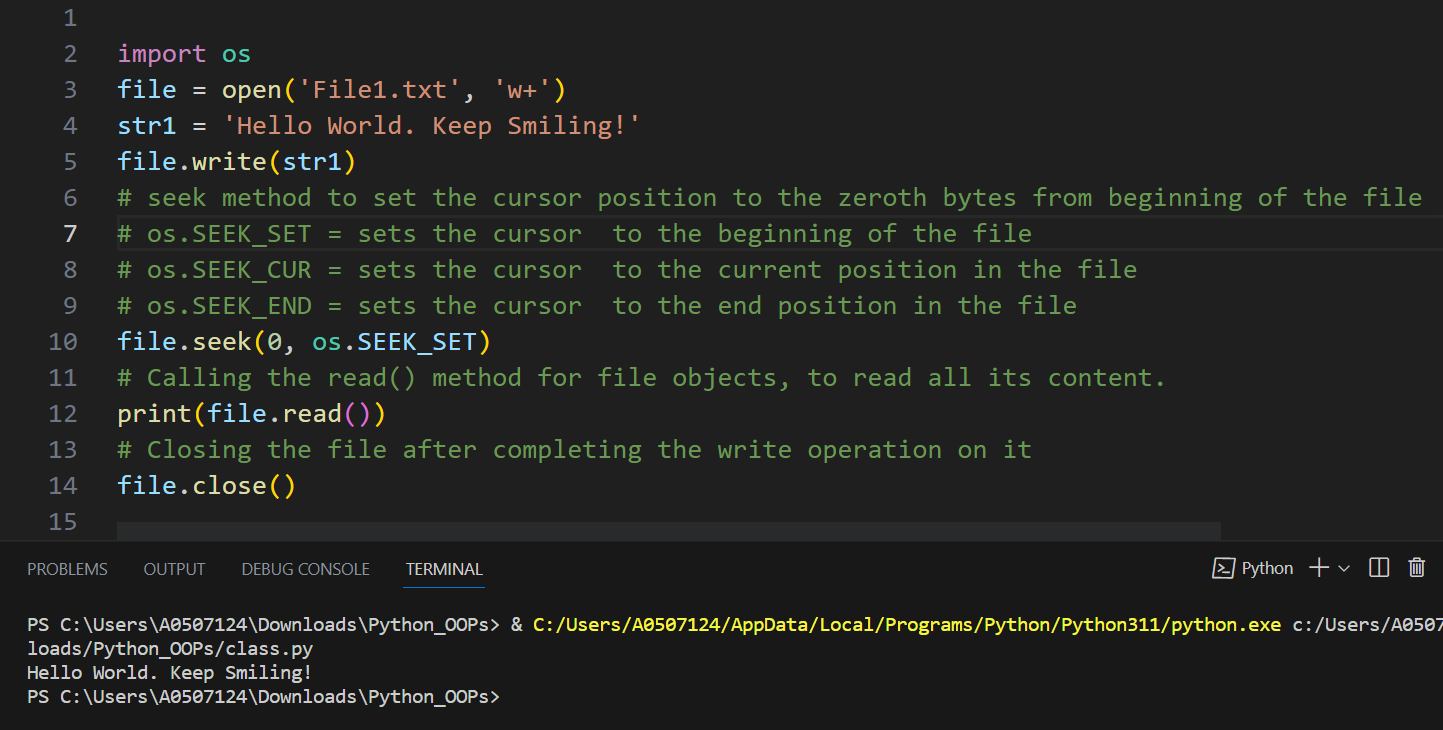 1
2 import os
3 file = open('File1.txt', 'w+')
4 str1 = 'Hello World. Keep Smiling!'
5 file.write(str1)
6 # seek method to set the cursor position to the zeroth bytes from beginning of the file
7 # os.SEEK_SET = sets the cursor  to the beginning of the file
8 # os.SEEK_CUR = sets the cursor  to the current position in the file
9 # os.SEEK_END = sets the cursor  to the end position in the file
10 file.seek(0, os.SEEK_SET)
11 # Calling the read() method for file objects, to read all its content.
12 print(file.read())
13 # Closing the file after completing the write operation on it
14 file.close()
15
PROBLEMS OUTPUT DEBUG CONSOLE TERMINAL Python
PS C:\Users\A0507124\Downloads\Python_OOPs> & C:/Users/A0507124/AppData/Local/Programs/Python/Python311/python.exe c:/Users/A0507
loads/Python_OOPs/class.py
Hello World. Keep Smiling!
PS C:\Users\A0507124\Downloads\Python_OOPs>